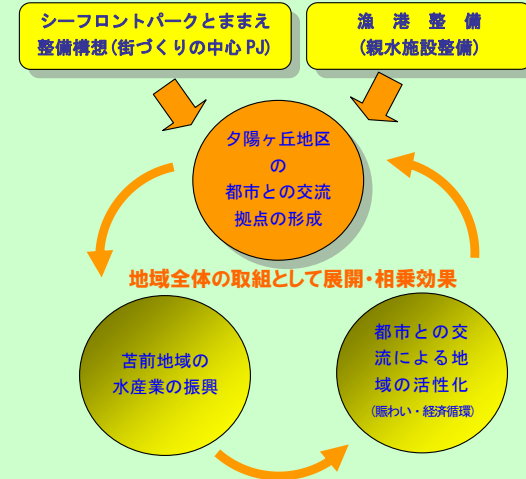 シーフロントパークとままえ
整備構想(街づくりの中心PJ)
漁港整備
(親水施設整備)
夕陽ヶ丘地区
の
都市との交流
拠点の形成
地域全体の取組として展開・相乗効果
苫前地域の
水産業の振興
都市との交
流による地
域の活性化
(賑わい・経済循環)